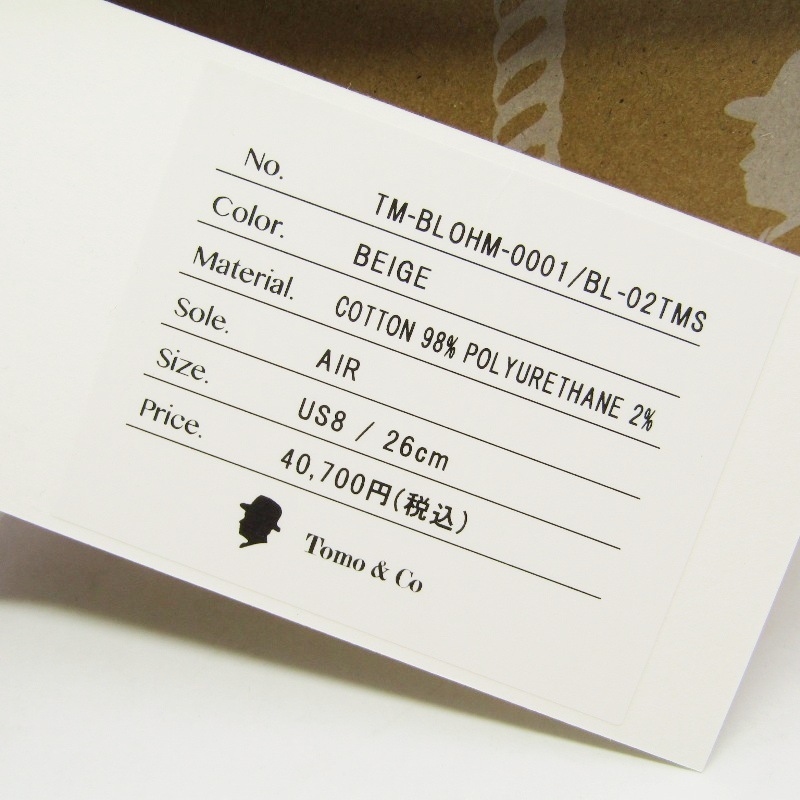 No. TM-BLOHM-0001/BL-02TMS
Color. BEIGE
Material. COTTON 98% POLYURETHANE 2%
Sole. AIR
Size. US8 / 26cm
Price. 40,700円(税込)
Tomo & Co